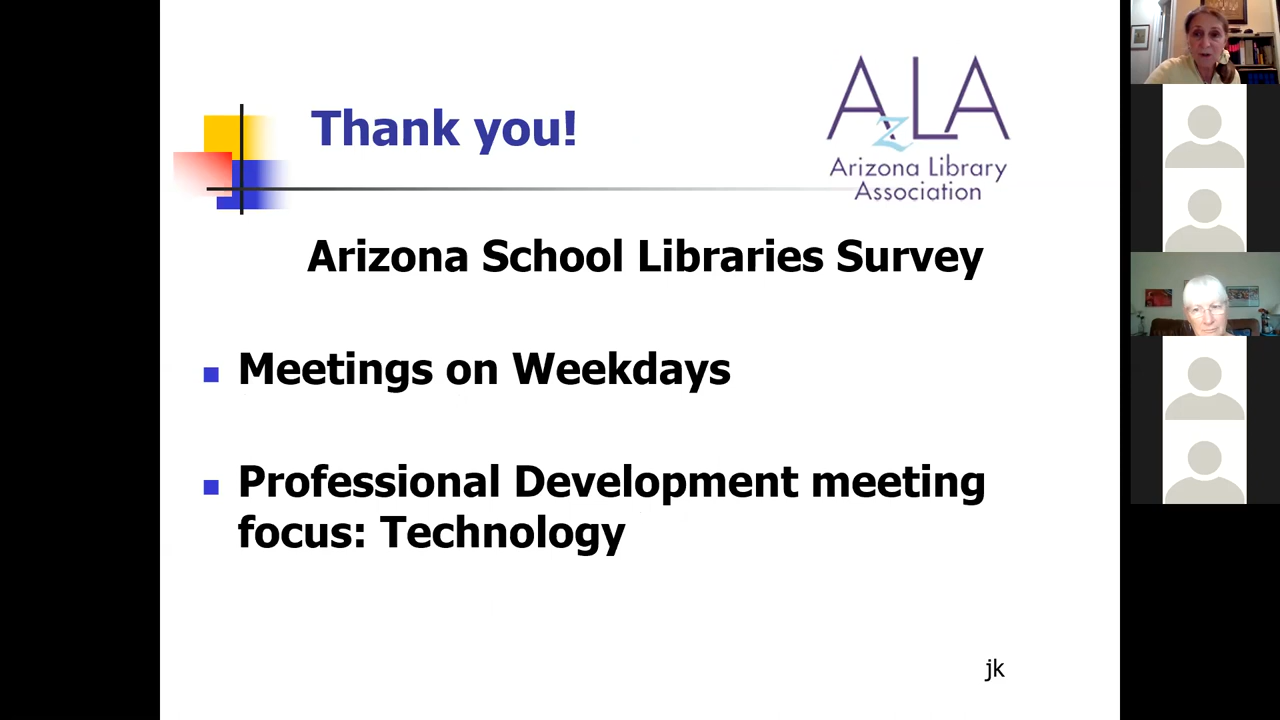 Thank you!
AzLA
Arizona Library
Association
Arizona School Libraries Survey
Meetings on Weekdays
Professional Development meeting
focus: Technology
jk